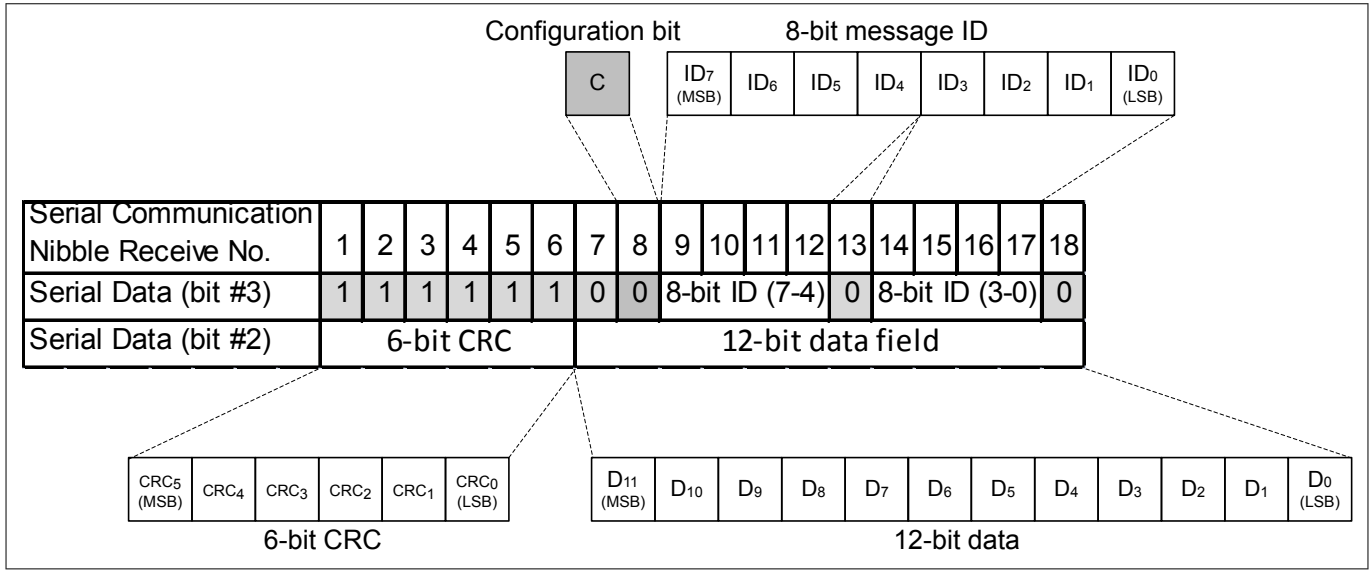 Configuration bit 8-bit message ID
C ID7 (MSB) ID6 ID5 ID4 ID3 ID2 ID1 ID0 (LSB)
Serial Communication Nibble Receive No. 1 2 3 4 5 6 7 8 9 10 11 12 13 14 15 16 17 18
Serial Data (bit #3) 1 1 1 1 1 1 0 0 8-bit ID (7-4) 0 8-bit ID (3-0) 0
Serial Data (bit #2) 6-bit CRC 12-bit data field
CRC5 (MSB) CRC4 CRC3 CRC2 CRC1 CRC0 (LSB) D11 (MSB) D10 D9 D8 D7 D6 D5 D4 D3 D2 D1 D0 (LSB)
6-bit CRC 12-bit data